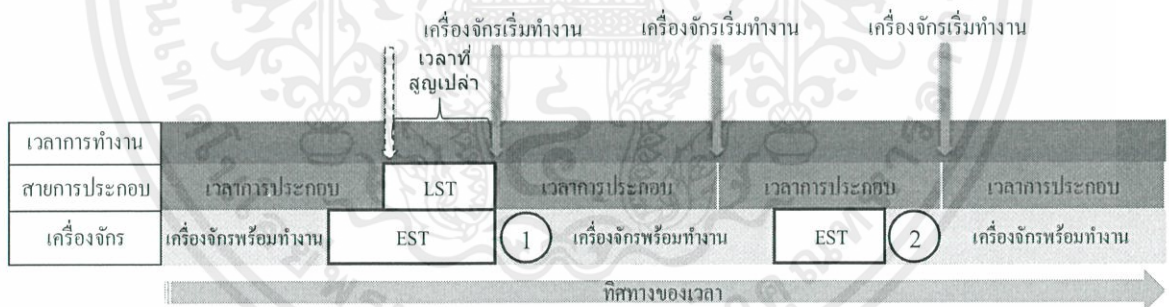 เครื่องจักรเริ่มทำงาน เครื่องจักรเริ่มทำงาน เครื่องจักรเริ่มทำงาน
เวลาที่
สูญเปล่า
เวลาการทำงาน
สายการประกอบ เวลาการประกอบ LST เวลาการประกอบ เวลาการประกอบ เวลาการประกอบ
เครื่องจักร เครื่องจักรพร้อมทำงาน EST 1 เครื่องจักรพร้อมทำงาน EST 2 เครื่องจักรพร้อมทำงาน
ทิศทางของเวลา